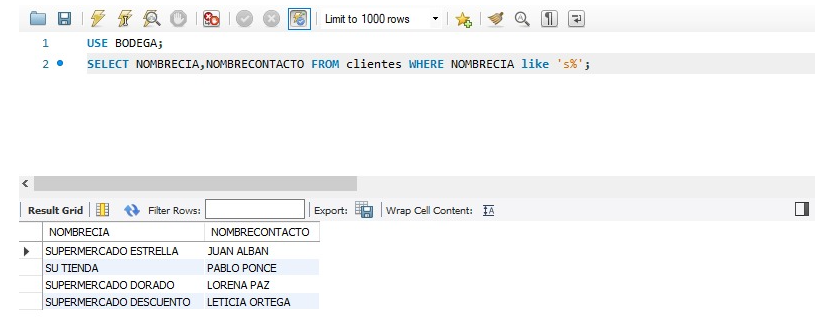 Limit to 1000 rows
1 USE BODEGA;
2 SELECT NOMBRECIA,NOMBRECONTACTO FROM clientes WHERE NOMBRECIA like 's%';
Result Grid Filter Rows: Export: Wrap Cell Content:
NOMBRECIA NOMBRECONTACTO
SUPERMERCADO ESTRELLA JUAN ALBAN
SU TIENDA PABLO PONCE
SUPERMERCADO DORADO LORENA PAZ
SUPERMERCADO DESCUENTO LETICIA ORTEGA